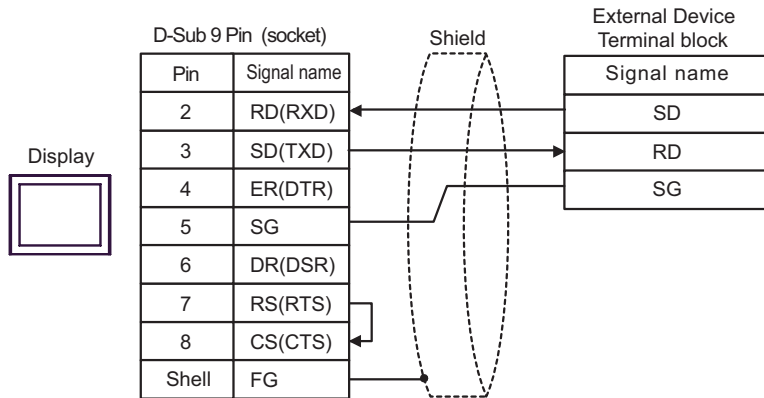 External Device
D-Sub 9 Pin (socket)
Shield
Terminal block
Pin Signal name
Signal name
2 RD(RXD)
SD
3 SD(TXD)
RD
Display
4 ER(DTR)
SG
5 SG
6 DR(DSR)
7 RS(RTS)
8 CS(CTS)
Shell FG